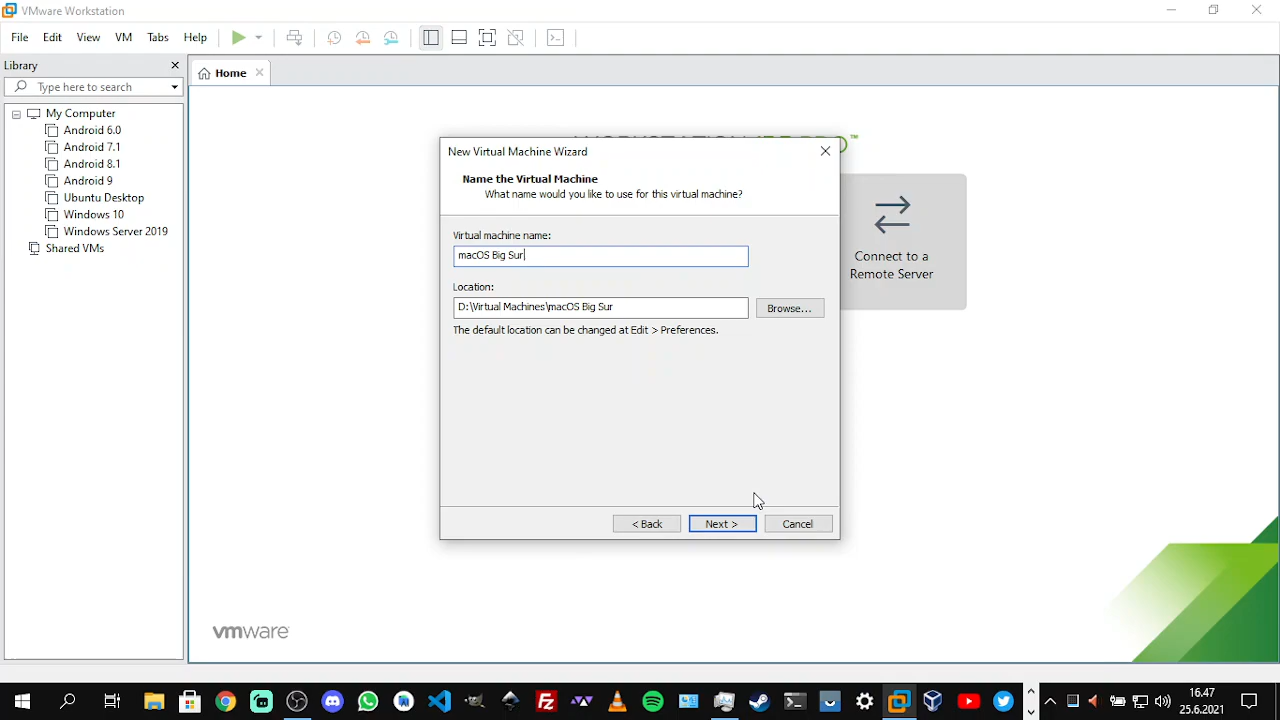 VMware Workstation
File Edit View VM Tabs Help
Library
Type here to search
Home
My Computer
Android 6.0
Android 7.1
Android 8.1
Android 9
Ubuntu Desktop
Windows 10
Windows Server 2019
Shared VMs
™
New Virtual Machine Wizard
Name the Virtual Machine
What name would you like to use for this virtual machine?
Virtual machine name:
macOS Big Sur
Location:
D:\Virtual Machines\macOS Big Sur
Browse...
The default location can be changed at Edit > Preferences.
< Back Next > Cancel
Connect to a
Remote Server
vmware
16.47
25.6.2021